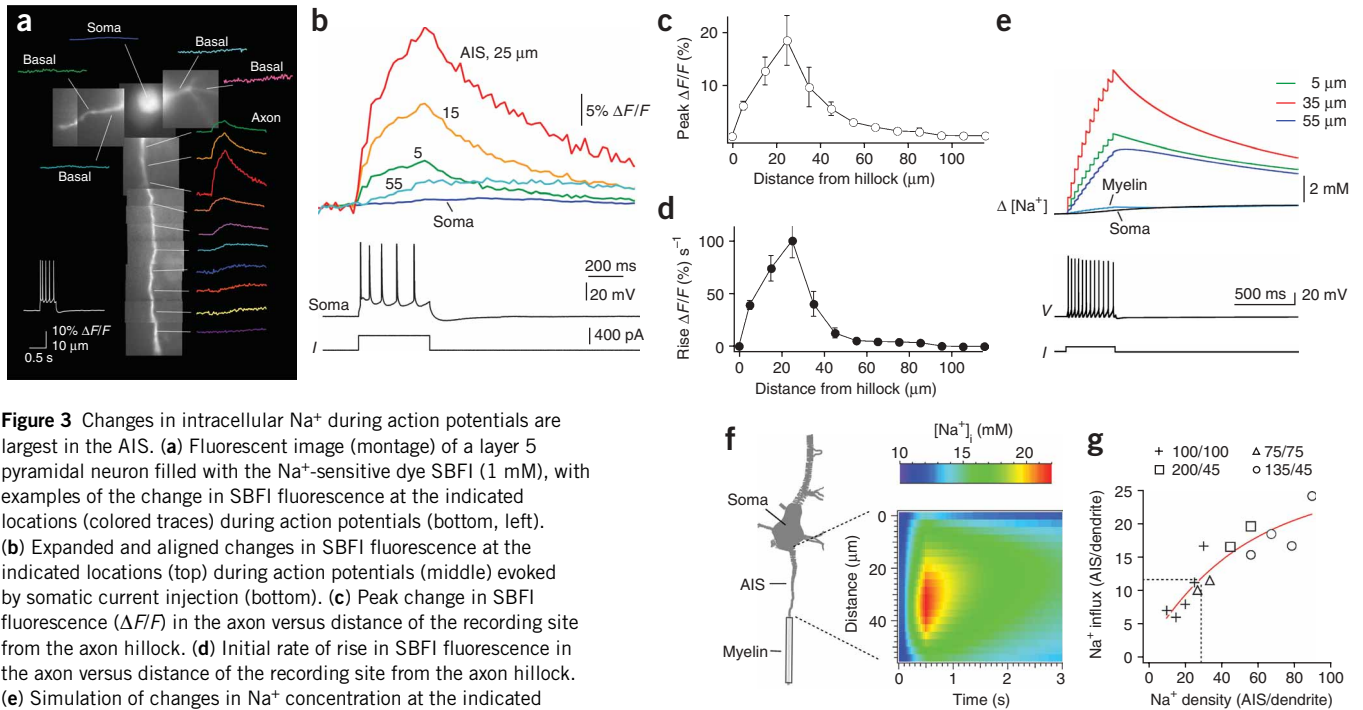 a
Soma
Basal
Basal
Basal
Axon
Basal
10% ΔF/F
10 μm
0.5 s
b
AIS, 25 μm
5% ΔF/F
15
5
55
Soma
200 ms
20 mV
Soma
400 pA
I
c
Peak ΔF/F (%)
20
10
0 20 40 60 80 100
Distance from hillock (μm)
d
Rise ΔF/F (%) s⁻¹
100
50
0
0 20 40 60 80 100
Distance from hillock (μm)
e
5 μm
35 μm
55 μm
2 mM
Myelin
Δ [Na⁺]
Soma
500 ms
20 mV
V
I
Figure 3 Changes in intracellular Na⁺ during action potentials are
largest in the AIS. (a) Fluorescent image (montage) of a layer 5
pyramidal neuron filled with the Na⁺-sensitive dye SBFI (1 mM), with
examples of the change in SBFI fluorescence at the indicated
locations (colored traces) during action potentials (bottom, left).
(b) Expanded and aligned changes in SBFI fluorescence at the
indicated locations (top) during action potentials (middle) evoked
by somatic current injection (bottom). (c) Peak change in SBFI
fluorescence (ΔF/F) in the axon versus distance of the recording site
from the axon hillock. (d) Initial rate of rise in SBFI fluorescence in
the axon versus distance of the recording site from the axon hillock.
(e) Simulation of changes in Na⁺ concentration at the indicated
f
[Na⁺]i (mM)
10 15 20
Soma
AIS
Myelin
Distance (μm)
0
20
40
0 1 2 3
Time (s)
g
+ 100/100 △ 75/75
□ 200/45 ○ 135/45
Na⁺ influx (AIS/dendrite)
25
20
15
10
5
0
0 20 40 60 80 100
Na⁺ density (AIS/dendrite)